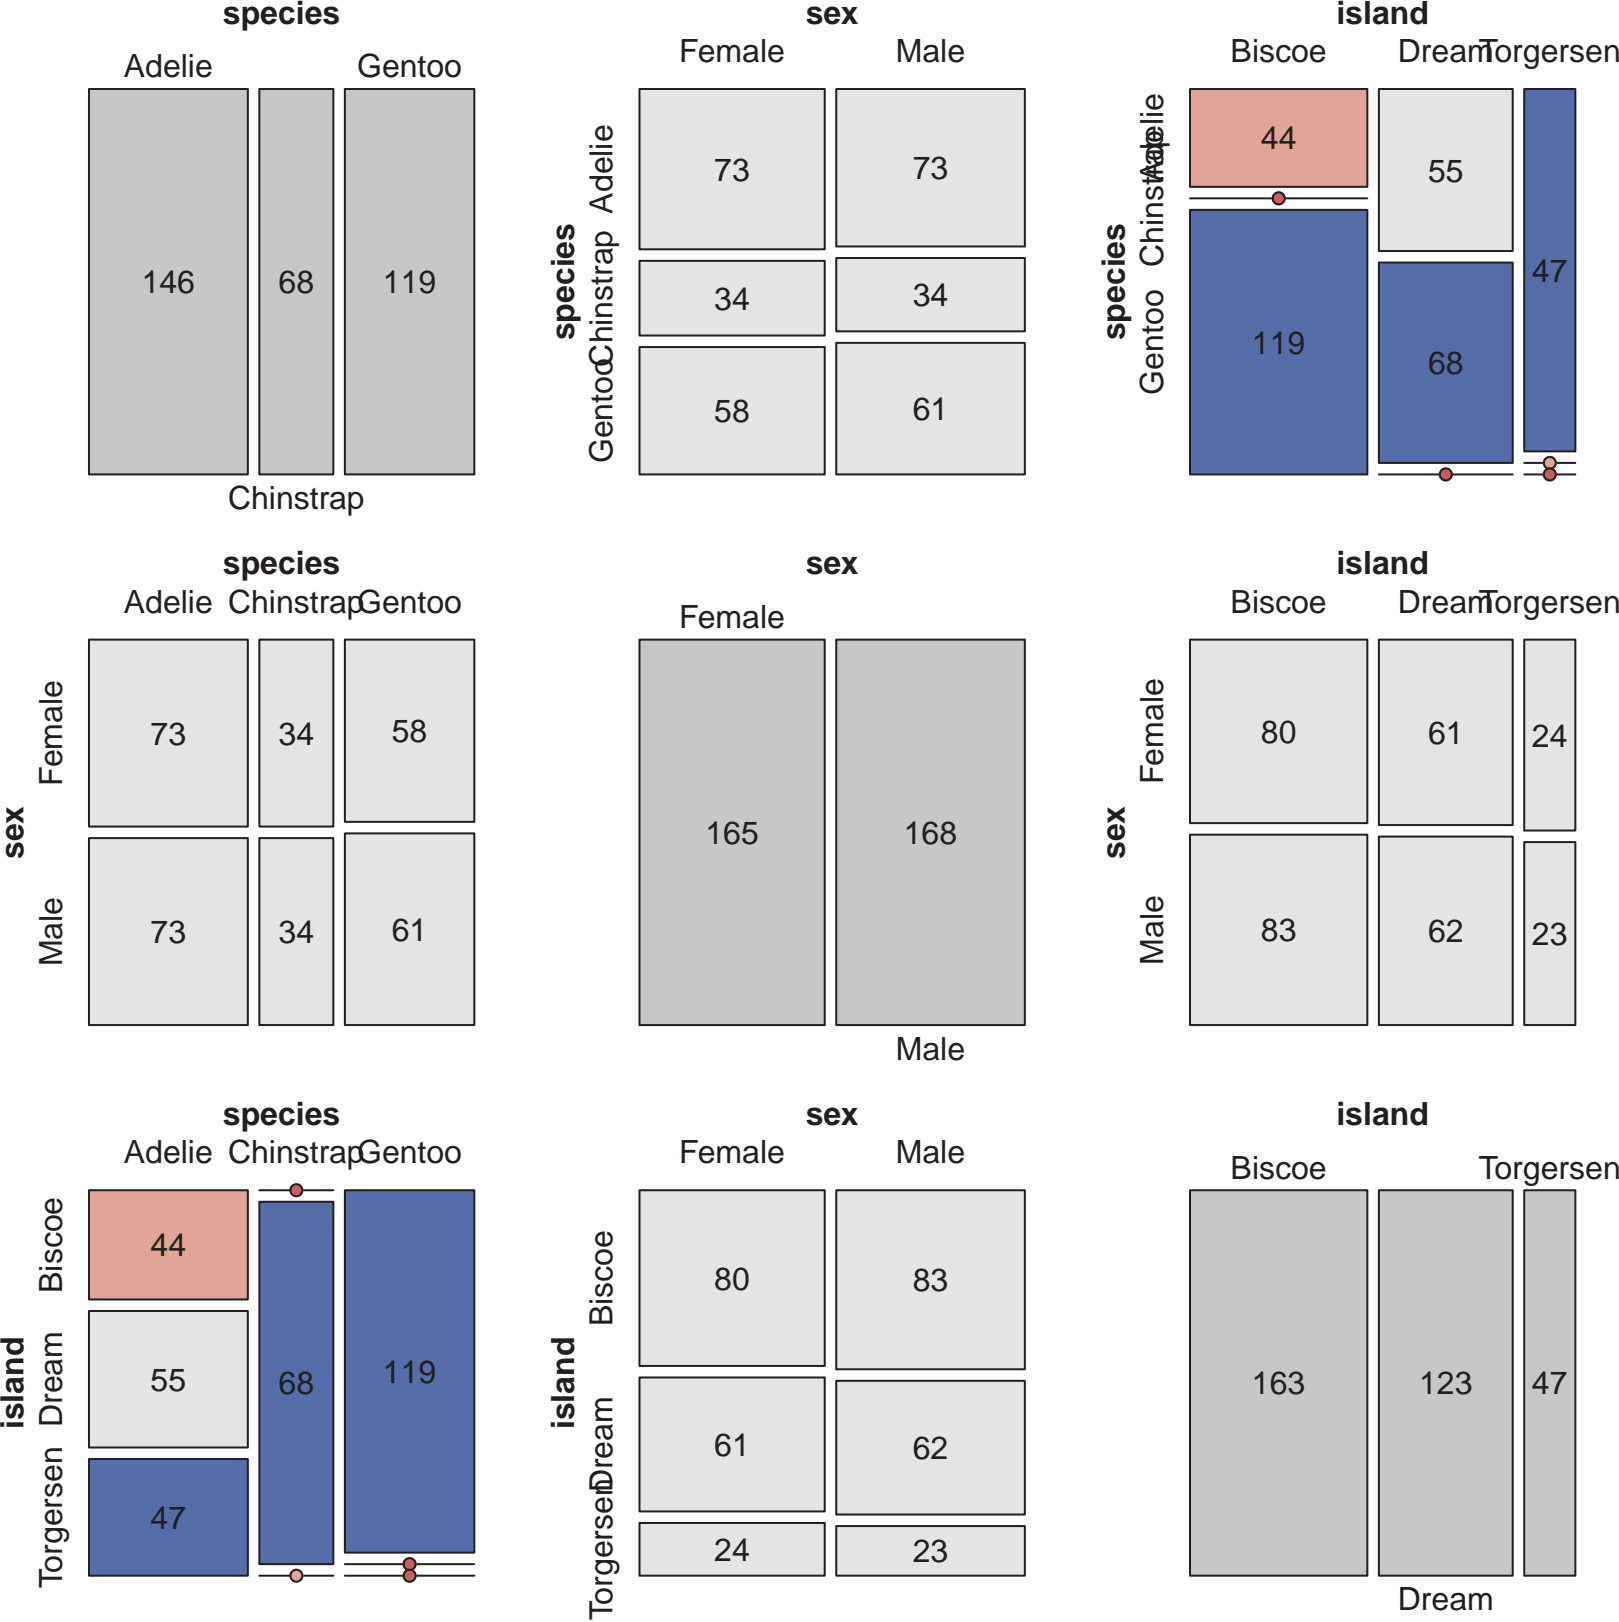 species sex island
Adelie Gentoo Female Male Biscoe Dream Torgersen
146 68 119
Chinstrap
species
Adelie Chinstrap Gentoo
73 73
34 34
58 61
species
Adelie Chinstrap Gentoo
44 55 47
119 68
species sex island
Adelie Chinstrap Gentoo Female Biscoe Dream Torgersen
sex
Female Male
73 34 58
73 34 61
165 168
Male
sex
Female Male
80 61 24
83 62 23
species sex island
Adelie Chinstrap Gentoo Female Male Biscoe Torgersen
island
Biscoe Dream Torgersen
44
55 68 119
47
island
Biscoe Dream Torgersen
80 83
61 62
24 23
163 123 47
Dream